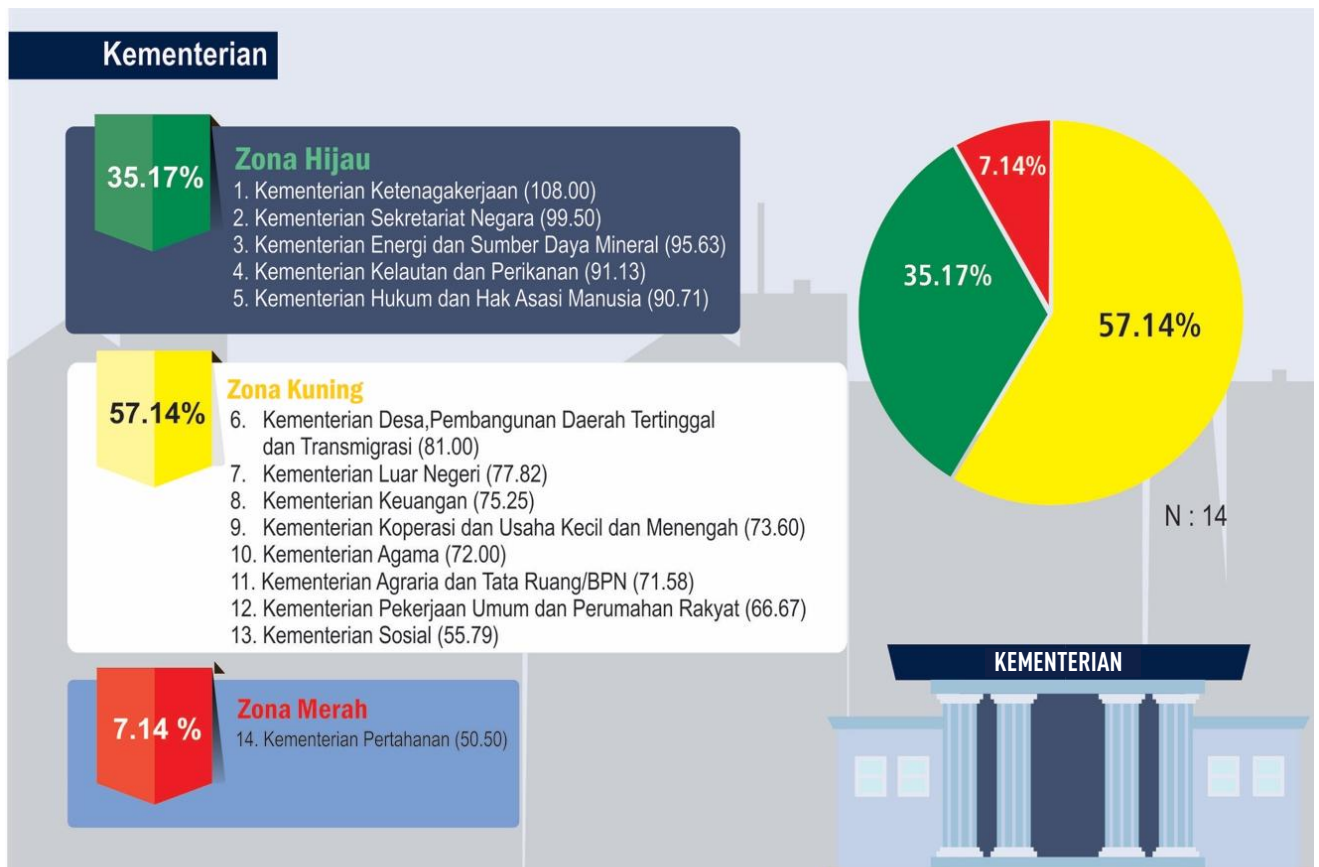 Kementerian
35.17%
Zona Hijau
1. Kementerian Ketenagakerjaan (108.00)
2. Kementerian Sekretariat Negara (99.50)
3. Kementerian Energi dan Sumber Daya Mineral (95.63)
4. Kementerian Kelautan dan Perikanan (91.13)
5. Kementerian Hukum dan Hak Asasi Manusia (90.71)
57.14%
Zona Kuning
6. Kementerian Desa,Pembangunan Daerah Tertinggal
dan Transmigrasi (81.00)
7. Kementerian Luar Negeri (77.82)
8. Kementerian Keuangan (75.25)
9. Kementerian Koperasi dan Usaha Kecil dan Menengah (73.60)
10. Kementerian Agama (72.00)
11. Kementerian Agraria dan Tata Ruang/BPN (71.58)
12. Kementerian Pekerjaan Umum dan Perumahan Rakyat (66.67)
13. Kementerian Sosial (55.79)
7.14 %
Zona Merah
14. Kementerian Pertahanan (50.50)
7.14%
35.17%
57.14%
N : 14
KEMENTERIAN